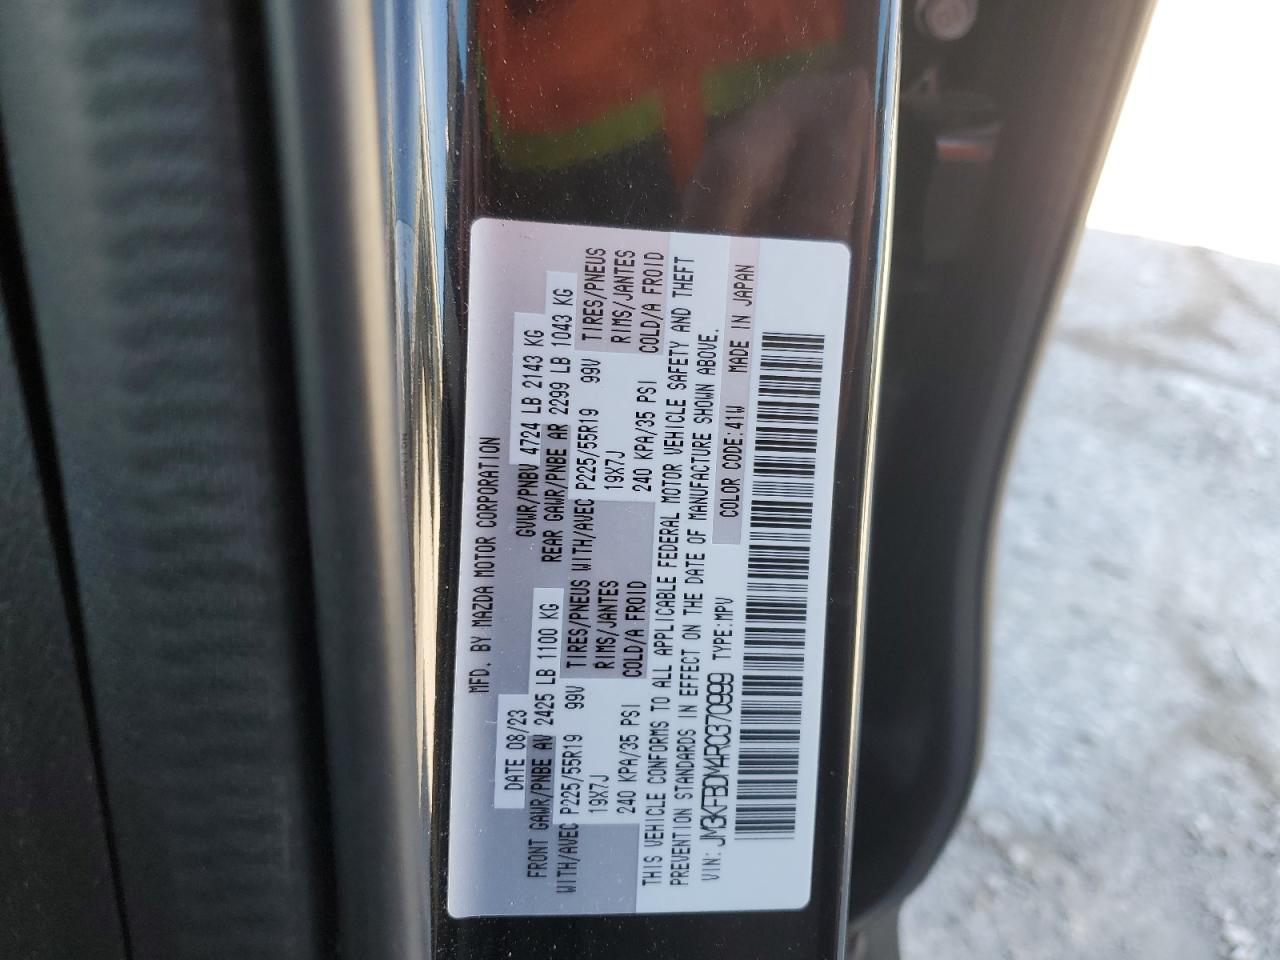 MFD. BY MAZDA MOTOR CORPORATION
DATE 08/23 GVWR/PNBV 4724 LB 2143 KG
FRONT GAWR/PNBE AV 2425 LB 1100 KG REAR GAWR/PNBE AR 2299 LB 1043 KG
WITH/AVEC P225/55R19 99V TIRES/PNEUS WITH/AVEC P225/55R19 99V TIRES/PNEUS
19X7J RIMS/JANTES 19X7J RIMS/JANTES
240 KPA/35 PSI COLD/A FROID 240 KPA/35 PSI COLD/A FROID
THIS VEHICLE CONFORMS TO ALL APPLICABLE FEDERAL MOTOR VEHICLE SAFETY AND THEFT
PREVENTION STANDARDS IN EFFECT ON THE DATE OF MANUFACTURE SHOWN ABOVE.
VIN: JM3KFBDM4R0370999 TYPE:MPV COLOR CODE:41W MADE IN JAPAN